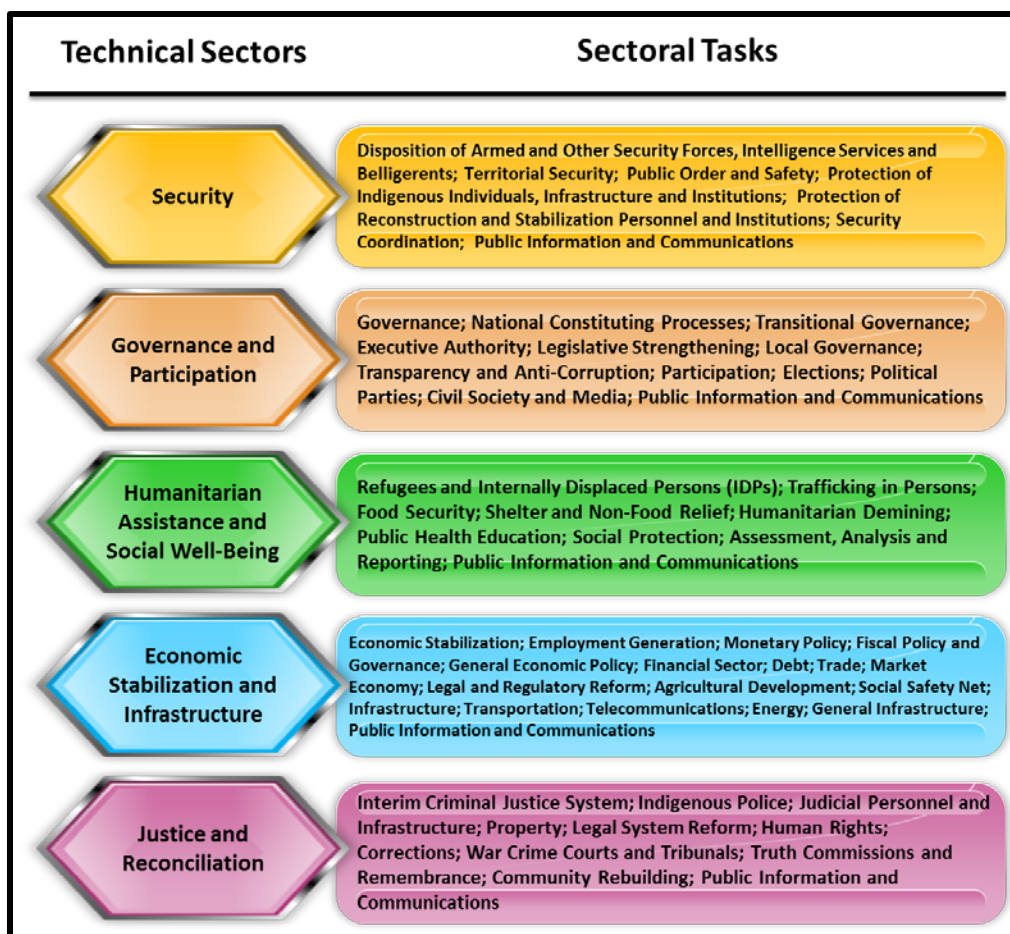 Technical Sectors
Sectoral Tasks
Security
Disposition of Armed and Other Security Forces, Intelligence Services and
Belligerents; Territorial Security; Public Order and Safety; Protection of
Indigenous Individuals, Infrastructure and Institutions; Protection of
Reconstruction and Stabilization Personnel and Institutions; Security
Coordination; Public Information and Communications
Governance and
Participation
Governance; National Constituting Processes; Transitional Governance;
Executive Authority; Legislative Strengthening; Local Governance;
Transparency and Anti-Corruption; Participation; Elections; Political
Parties; Civil Society and Media; Public Information and Communications
Humanitarian
Assistance and
Social Well-Being
Refugees and Internally Displaced Persons (IDPs); Trafficking in Persons;
Food Security; Shelter and Non-Food Relief; Humanitarian Demining;
Public Health Education; Social Protection; Assessment, Analysis and
Reporting; Public Information and Communications
Economic
Stabilization and
Infrastructure
Economic Stabilization; Employment Generation; Monetary Policy; Fiscal Policy and
Governance; General Economic Policy; Financial Sector; Debt; Trade; Market
Economy; Legal and Regulatory Reform; Agricultural Development; Social Safety Net;
Infrastructure; Transportation; Telecommunications; Energy; General Infrastructure;
Public Information and Communications
Justice and
Reconciliation
Interim Criminal Justice System; Indigenous Police; Judicial Personnel and
Infrastructure; Property; Legal System Reform; Human Rights;
Corrections; War Crime Courts and Tribunals; Truth Commissions and
Remembrance; Community Rebuilding; Public Information and
Communications